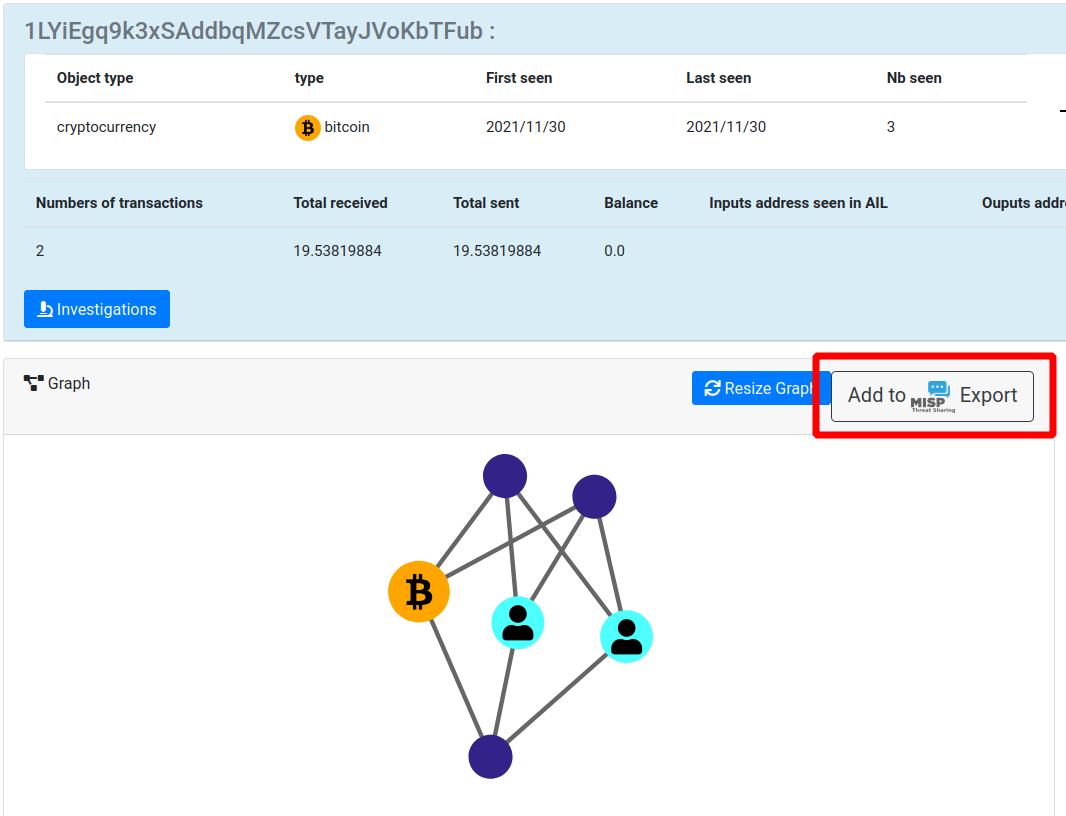 1LYiEgq9k3xSAddbqMZcsVTayJVoKbTFub :
Object type type First seen Last seen Nb seen
cryptocurrency bitcoin 2021/11/30 2021/11/30 3
Numbers of transactions Total received Total sent Balance Inputs address seen in AIL Ouputs addre
2 19.53819884 19.53819884 0.0
Investigations
Graph Resize Graph Add to MISP Threat Sharing Export